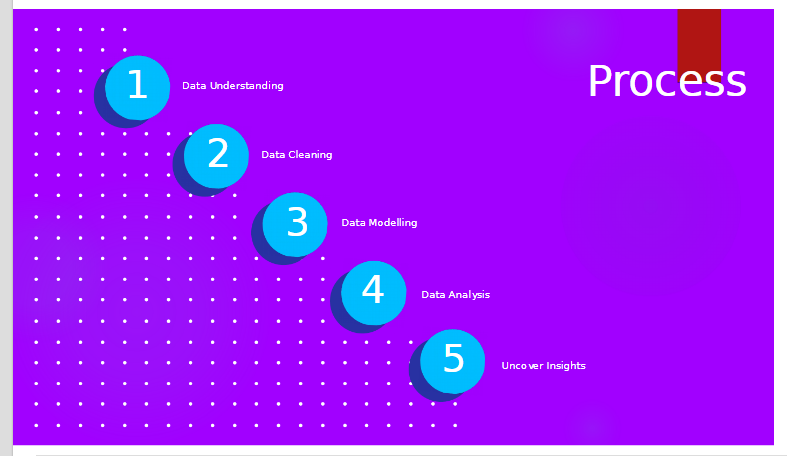 Process
1 Data Understanding
2 Data Cleaning
3 Data Modelling
4 Data Analysis
5 Uncover Insights